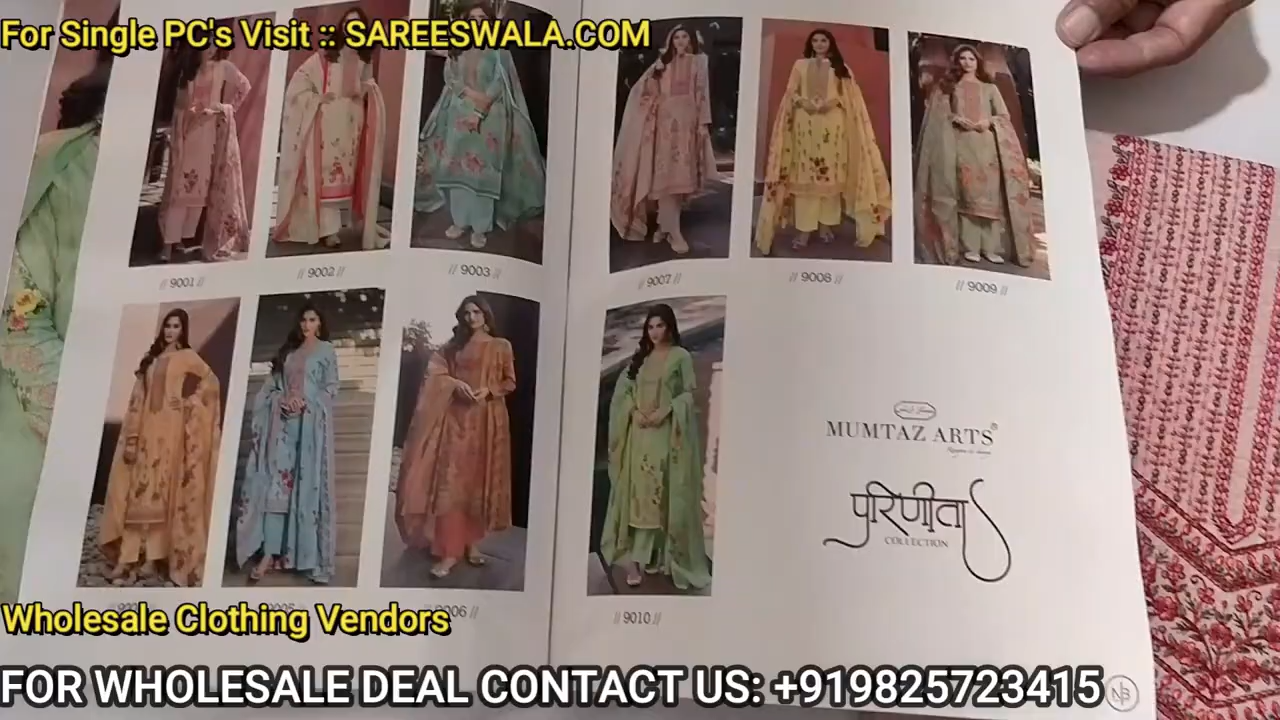 For Single PC's Visit :: SAREESWALA.COM
// 9001 //
// 9002 //
// 9003 //
// 9007 //
// 9008 //
// 9009 //
MUMTAZ ARTS®
परिणीता
COLLECTION
// 9010 //
Wholesale Clothing Vendors
FOR WHOLESALE DEAL CONTACT US: +919825723415